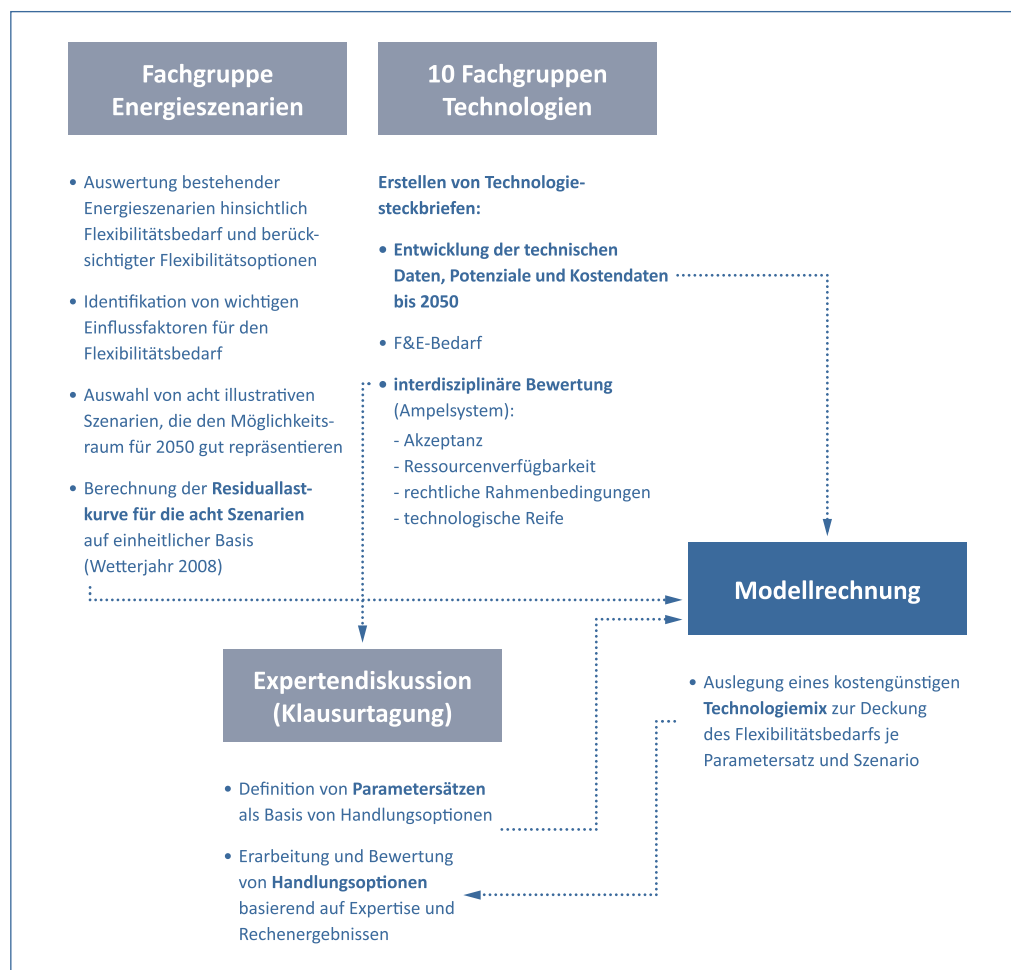 Fachgruppe
Energieszenarien
• Auswertung bestehender
Energieszenarien hinsichtlich
Flexibilitätsbedarf und berück-
sichtigter Flexibilitätsoptionen
• Identifikation von wichtigen
Einflussfaktoren für den
Flexibilitätsbedarf
• Auswahl von acht illustrativen
Szenarien, die den Möglichkeits-
raum für 2050 gut repräsentieren
• Berechnung der Residuallast-
kurve für die acht Szenarien
auf einheitlicher Basis
(Wetterjahr 2008)
10 Fachgruppen
Technologien
Erstellen von Technologie-
steckbriefen:
• Entwicklung der technischen
Daten, Potenziale und Kostendaten
bis 2050
• F&E-Bedarf
• interdisziplinäre Bewertung
(Ampelsystem):
- Akzeptanz
- Ressourcenverfügbarkeit
- rechtliche Rahmenbedingungen
- technologische Reife
Modellrechnung
• Auslegung eines kostengünstigen
Technologiemix zur Deckung
des Flexibilitätsbedarfs je
Parametersatz und Szenario
Expertendiskussion
(Klausurtagung)
• Definition von Parametersätzen
als Basis von Handlungsoptionen
• Erarbeitung und Bewertung
von Handlungsoptionen
basierend auf Expertise und
Rechenergebnissen